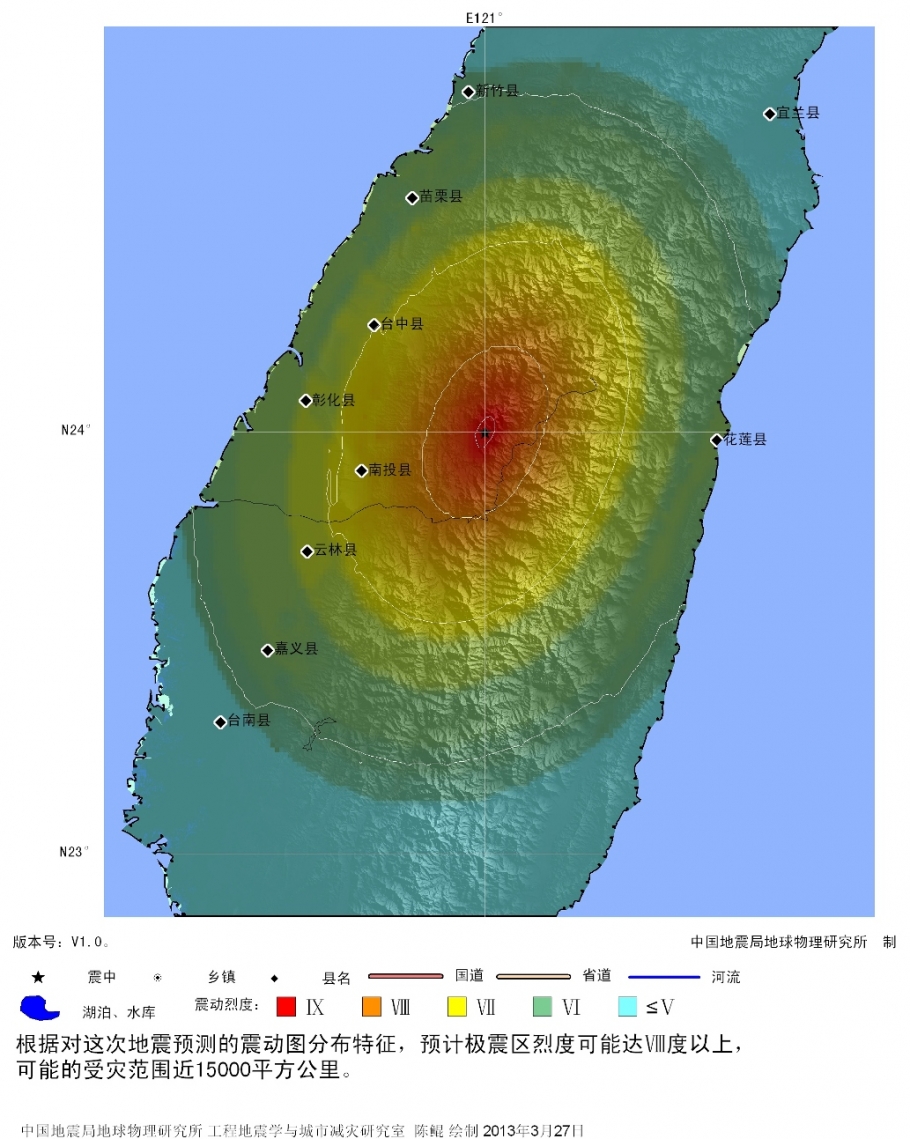 E121°
新竹县
宜兰县
苗栗县
台中县
彰化县
N24°
花莲县
南投县
云林县
嘉义县
台南县
N23°
版本号：V1.0。
中国地震局地球物理研究所 制
震中 乡镇 县名 国道 省道 河流
湖泊、水库 震动烈度： Ⅸ Ⅷ Ⅶ Ⅵ ≤Ⅴ
根据对这次地震预测的震动图分布特征，预计极震区烈度可能达Ⅷ度以上，
可能的受灾范围近15000平方公里。
中国地震局地球物理研究所 工程地震学与城市减灾研究室 陈鲲 绘制 2013年3月27日